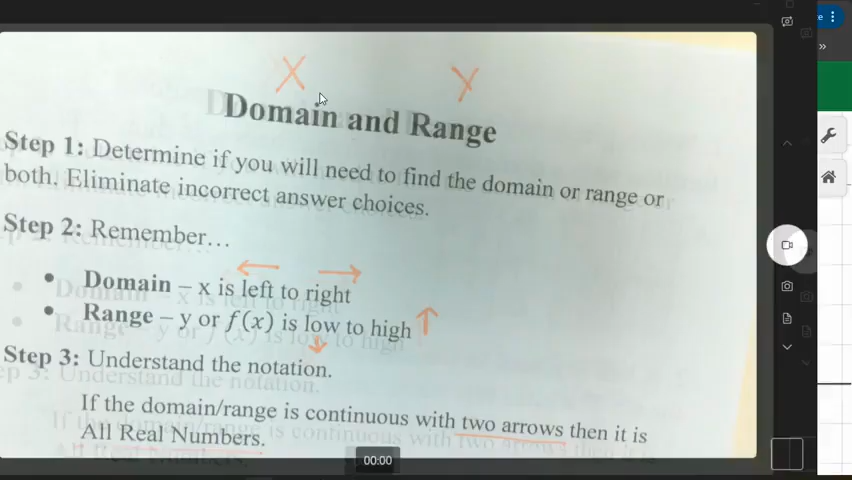 X Y
Domain and Range
Step 1: Determine if you will need to find the domain or range or
both. Eliminate incorrect answer choices.
Step 2: Remember…
• Domain – x is left to right
• Range – y or f(x) is low to high
Step 3: Understand the notation.
If the domain/range is continuous with two arrows then it is
All Real Numbers.
00:00